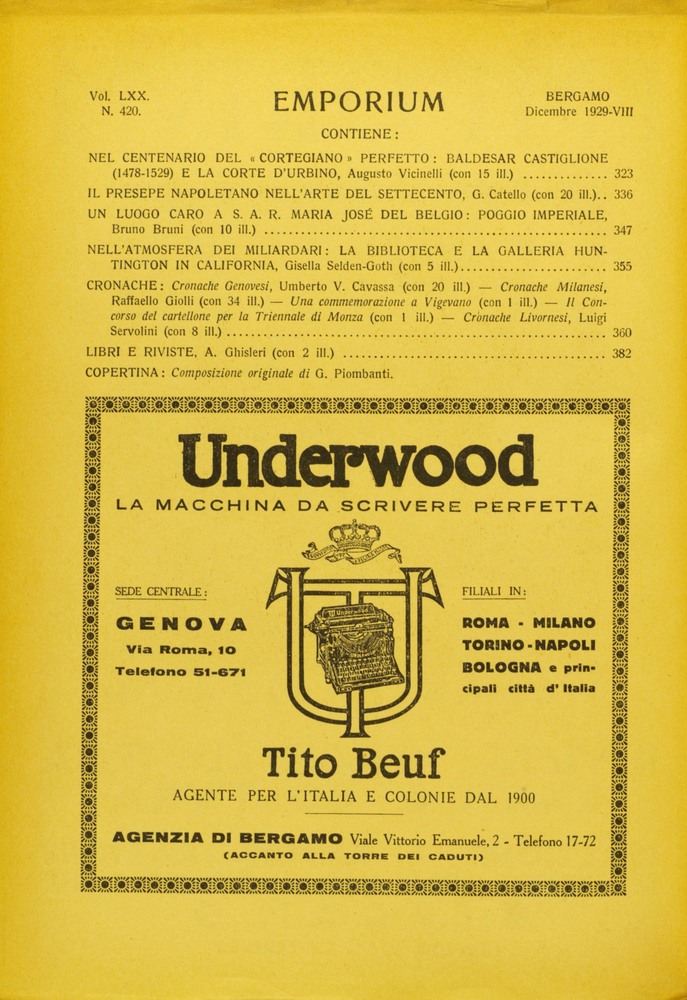 Vol. LXX.
N. 420.
EMPORIUM
BERGAMO
Dicembre 1929-VIII
CONTIENE:
NEL CENTENARIO DEL « CORTEGIANO » PERFETTO: BALDESAR CASTIGLIONE
(1478-1529) E LA CORTE D'URBINO, Augusto Vicinelli (con 15 ill.) ............. 323
IL PRESEPE NAPOLETANO NELL'ARTE DEL SETTECENTO, G. Catello (con 20 ill.).. 336
UN LUOGO CARO A S. A. R. MARIA JOSÉ DEL BELGIO: POGGIO IMPERIALE,
Bruno Bruni (con 10 ill.) .................................................... 347
NELL'ATMOSFERA DEI MILIARDARI: LA BIBLIOTECA E LA GALLERIA HUN-
TINGTON IN CALIFORNIA, Gisella Selden-Goth (con 5 ill.)...................... 355
CRONACHE: Cronache Genovesi, Umberto V. Cavassa (con 20 ill.) — Cronache Milanesi,
Raffaello Giolli (con 34 ill.) — Una commemorazione a Vigevano (con 1 ill.) — Il Con-
corso del cartellone per la Triennale di Monza (con 1 ill.) — Cronache Livornesi, Luigi
Servolini (con 8 ill.) .......................................................... 360
LIBRI E RIVISTE, A. Ghisleri (con 2 ill.) ........................................ 382
COPERTINA: Composizione originale di G. Piombanti.
Underwood
LA MACCHINA DA SCRIVERE PERFETTA
SEDE CENTRALE:
GENOVA
Via Roma, 10
Telefono 51-671
FILIALI IN:
ROMA - MILANO
TORINO-NAPOLI
BOLOGNA e prin-
cipali città d'Italia
Tito Beuf
AGENTE PER L'ITALIA E COLONIE DAL 1900
AGENZIA DI BERGAMO Viale Vittorio Emanuele, 2 - Telefono 17-72
(ACCANTO ALLA TORRE DEI CADUTI)